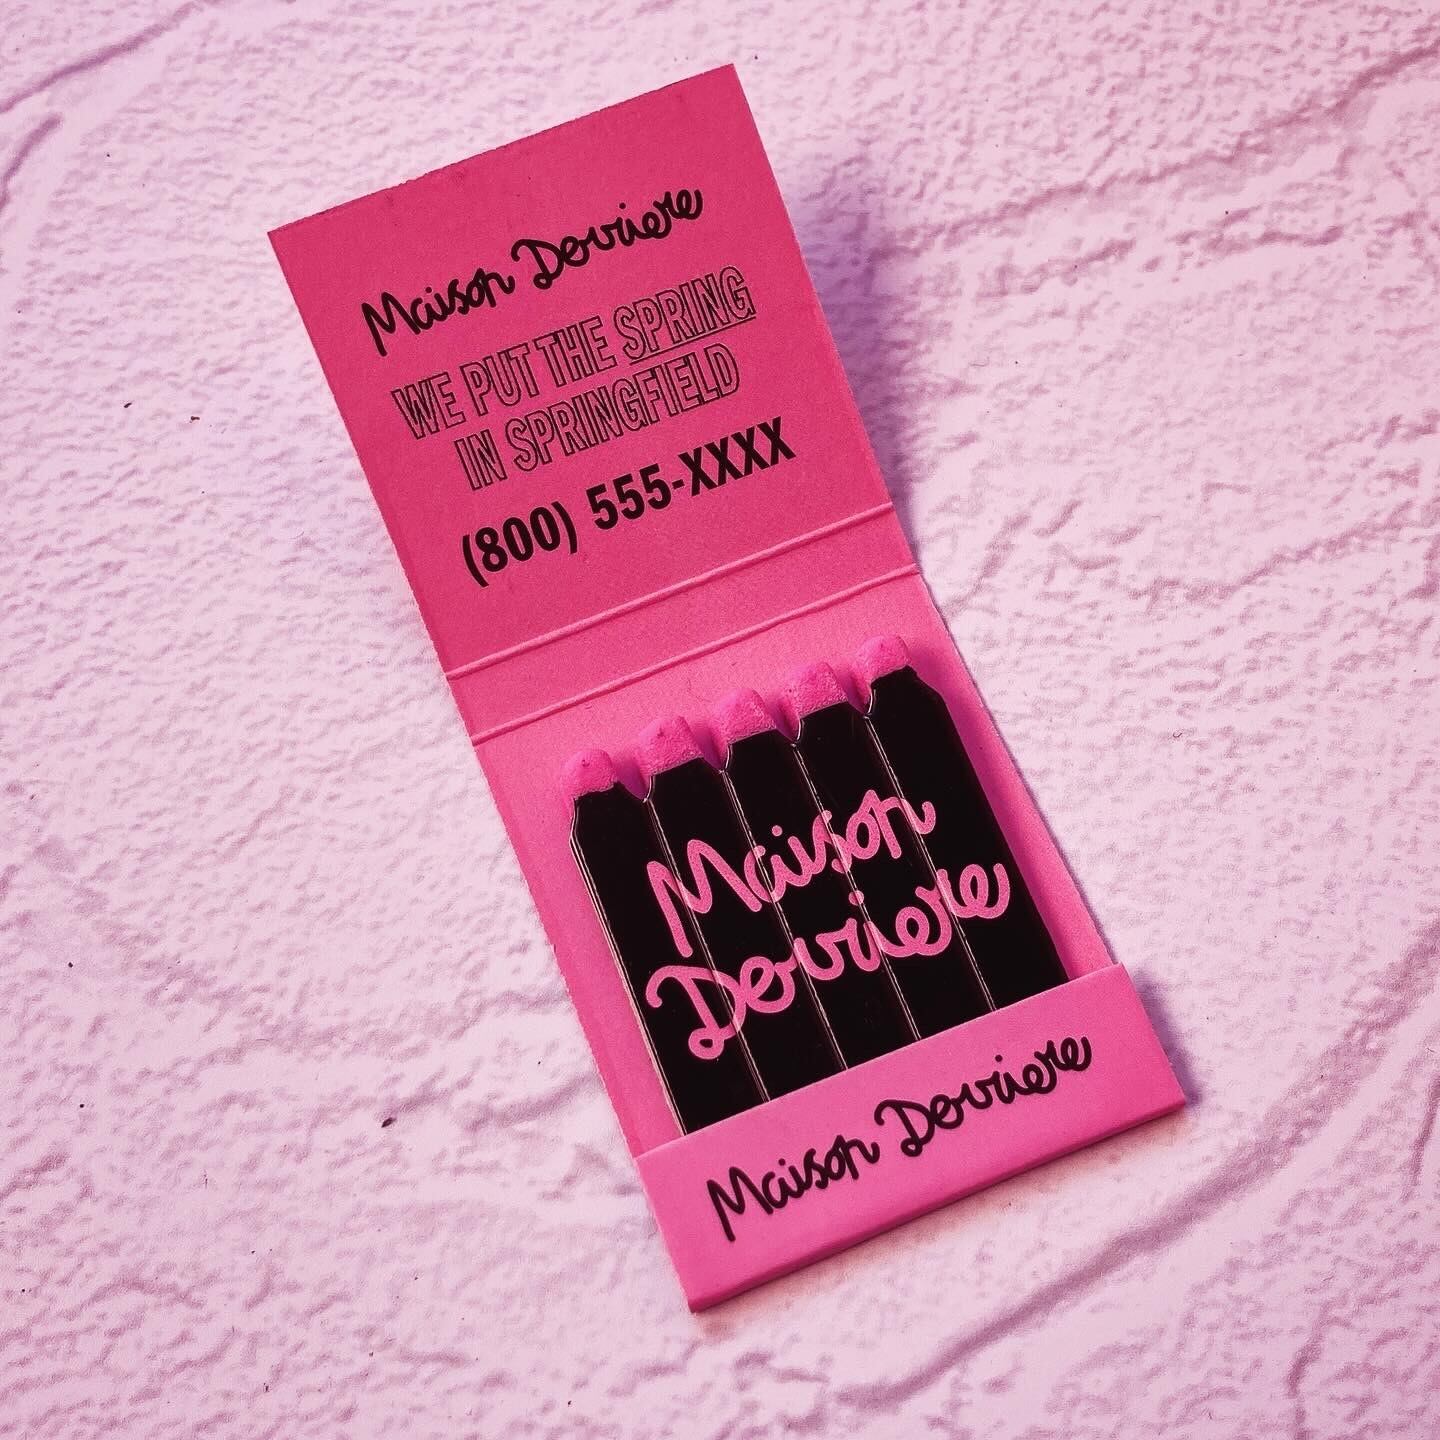 Maison Derriere
WE PUT THE SPRING
IN SPRINGFIELD
(800) 555-XXXX
Maison
Derriere
Maison Derriere